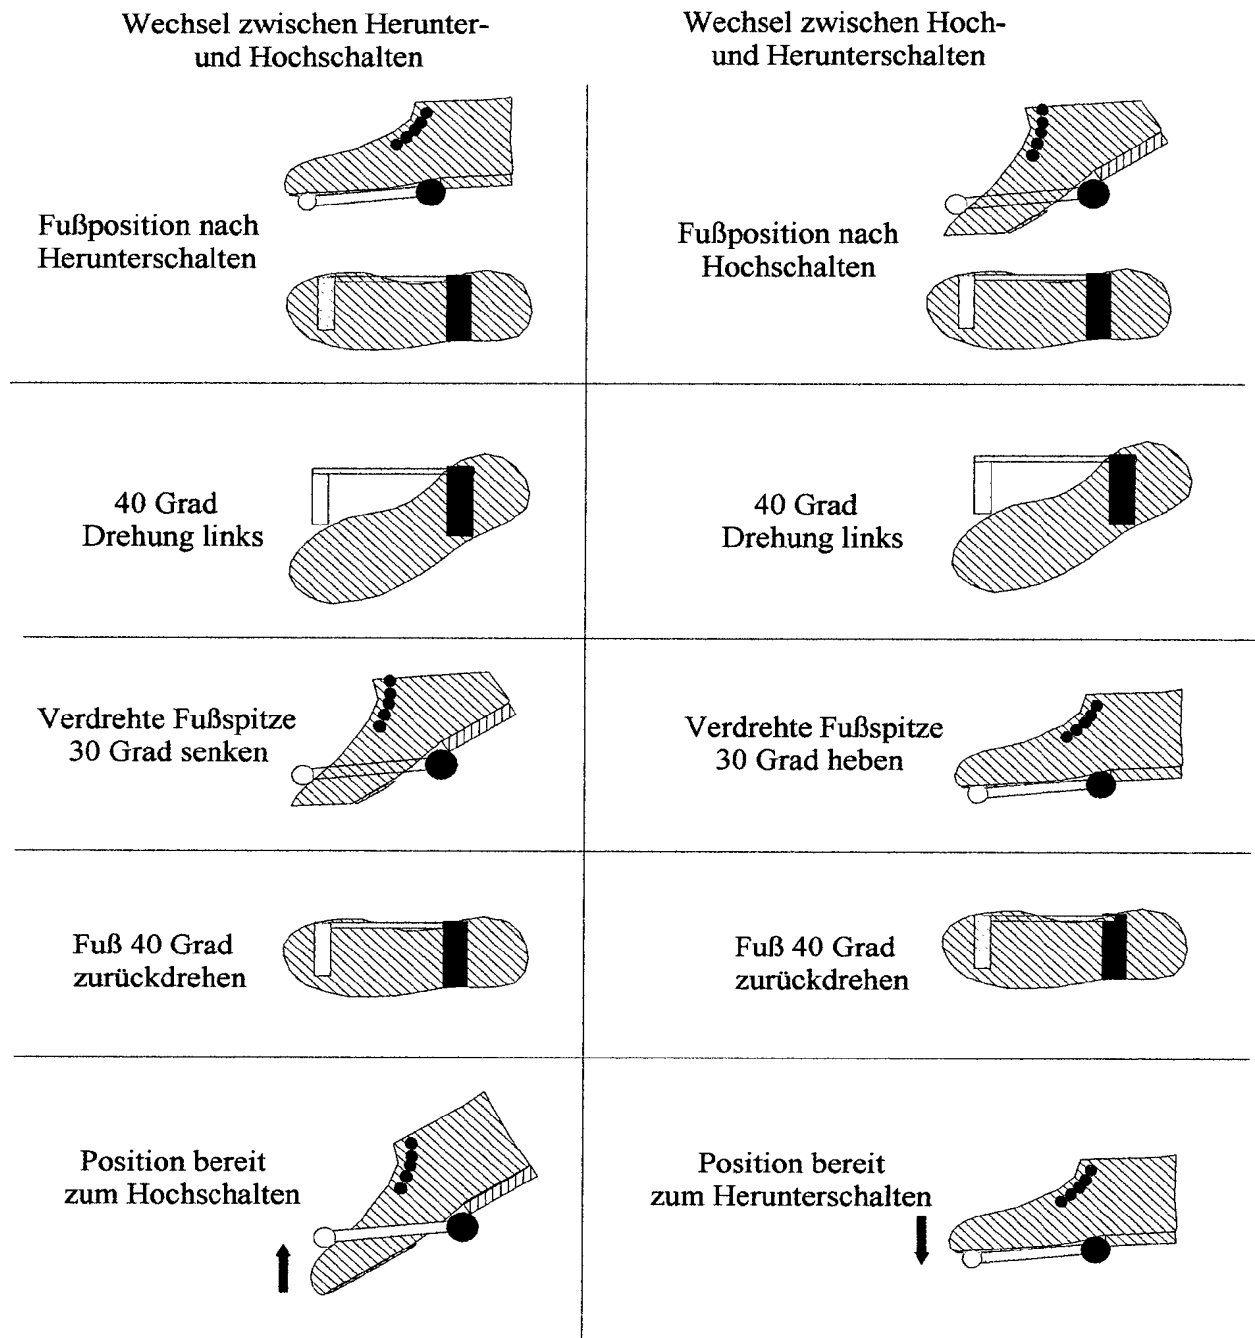 Wechsel zwischen Herunter-
und Hochschalten
Wechsel zwischen Hoch-
und Herunterschalten
Fußposition nach
Herunterschalten
Fußposition nach
Hochschalten
40 Grad
Drehung links
40 Grad
Drehung links
Verdrehte Fußspitze
30 Grad senken
Verdrehte Fußspitze
30 Grad heben
Fuß 40 Grad
zurückdrehen
Fuß 40 Grad
zurückdrehen
Position bereit
zum Hochschalten
Position bereit
zum Herunterschalten